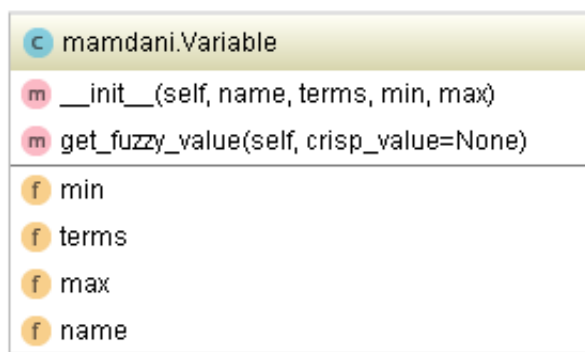 C mamdani.Variable
m __init__(self, name, terms, min, max)
m get_fuzzy_value(self, crisp_value=None)
f min
f terms
f max
f name